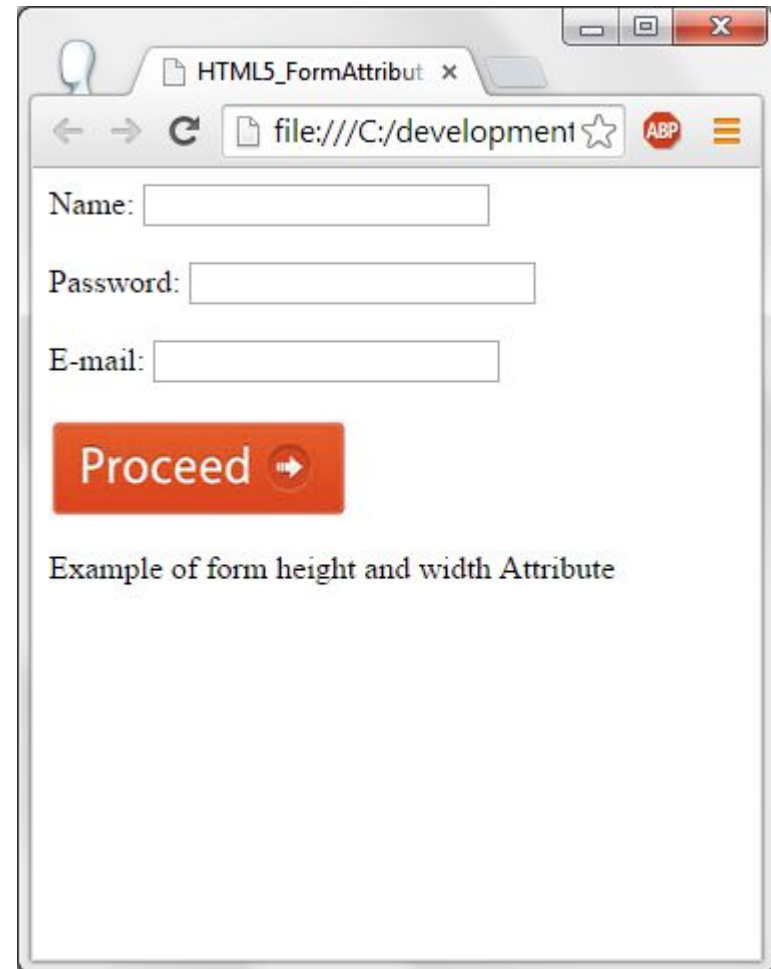 HTML5_FormAttribut
file:///C:/development
ABP
Name:
Password:
E-mail:
Proceed
Example of form height and width Attribute